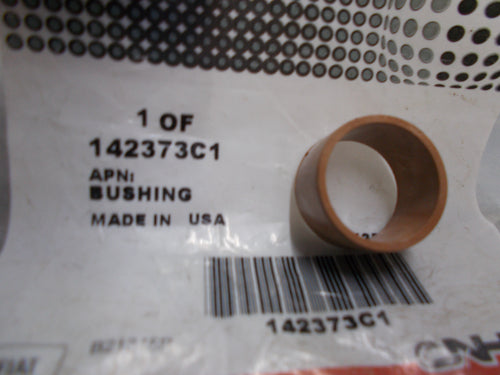 1 OF
142373C1
APN:
BUSHING
MADE IN USA
142373C1